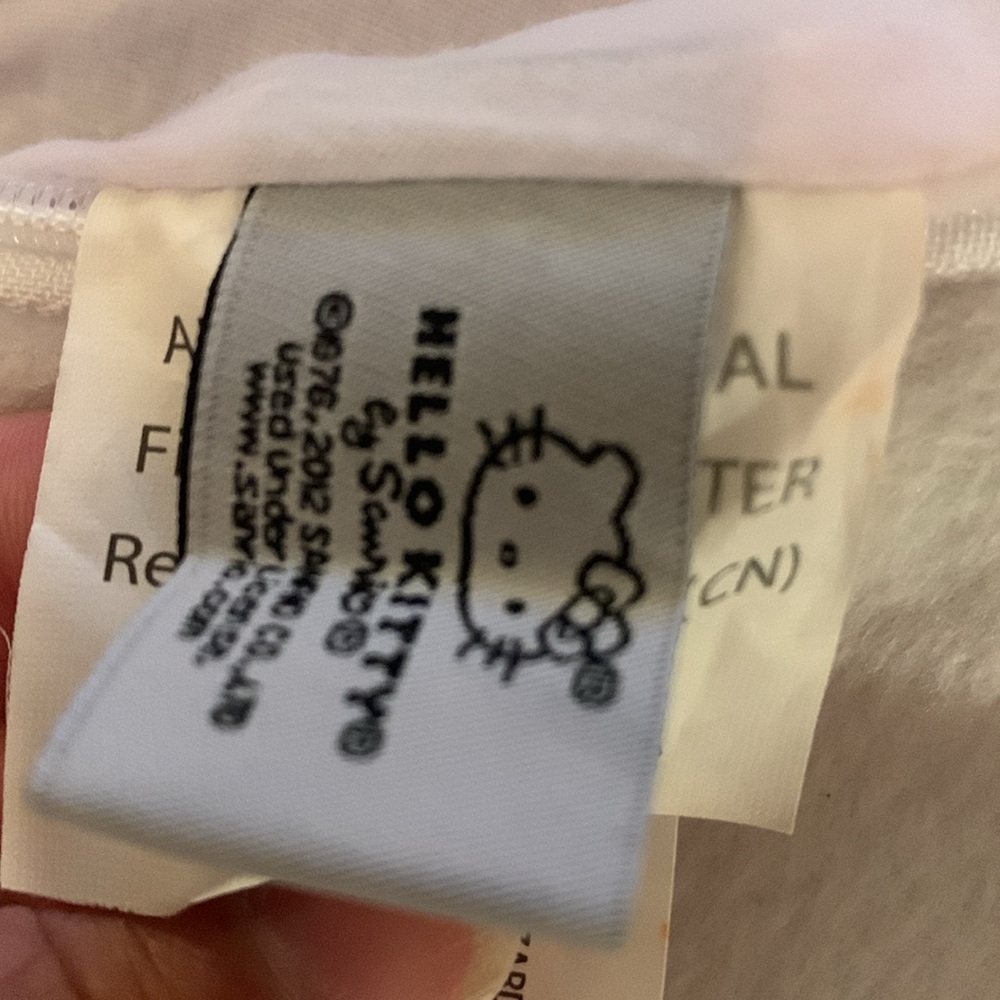 HELLO KITTY®
by Sanrio®
©1976, 2012 SANRIO CO.,LTD
used under license.
www.sanrio.com
®
A
AL
F
TER
Re
(CN)